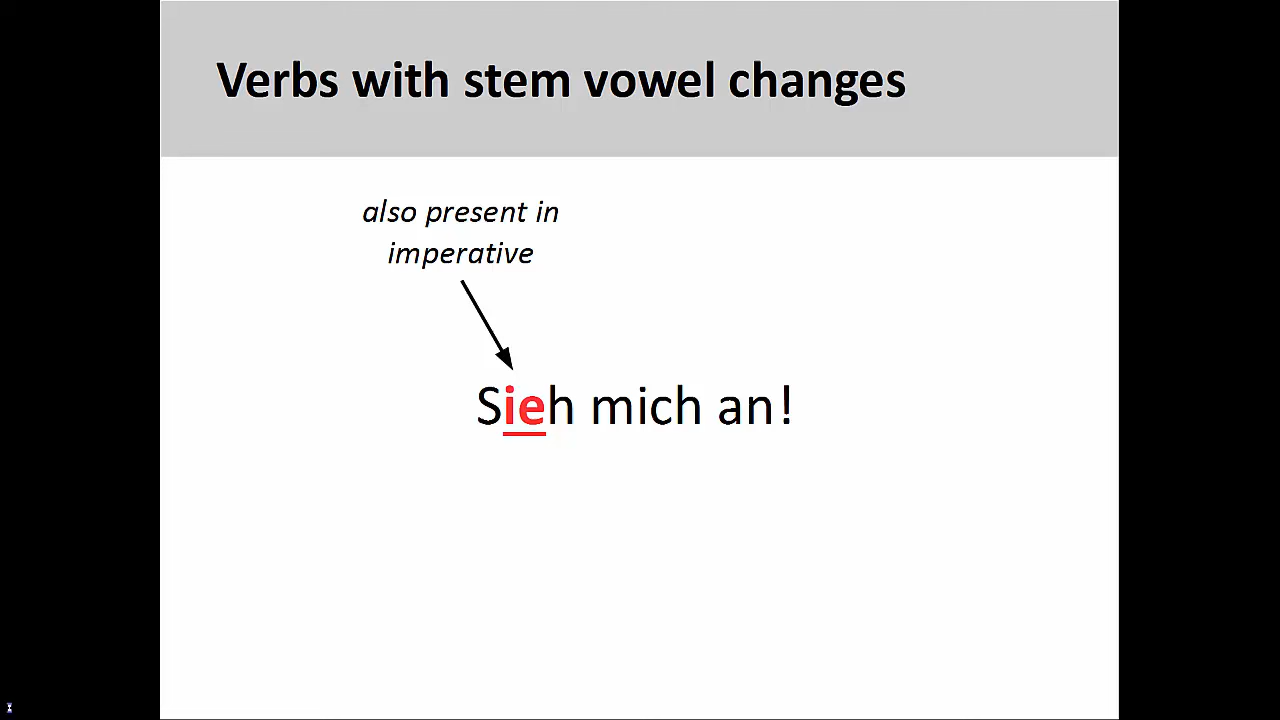 Verbs with stem vowel changes
also present in
imperative
Sieh mich an!